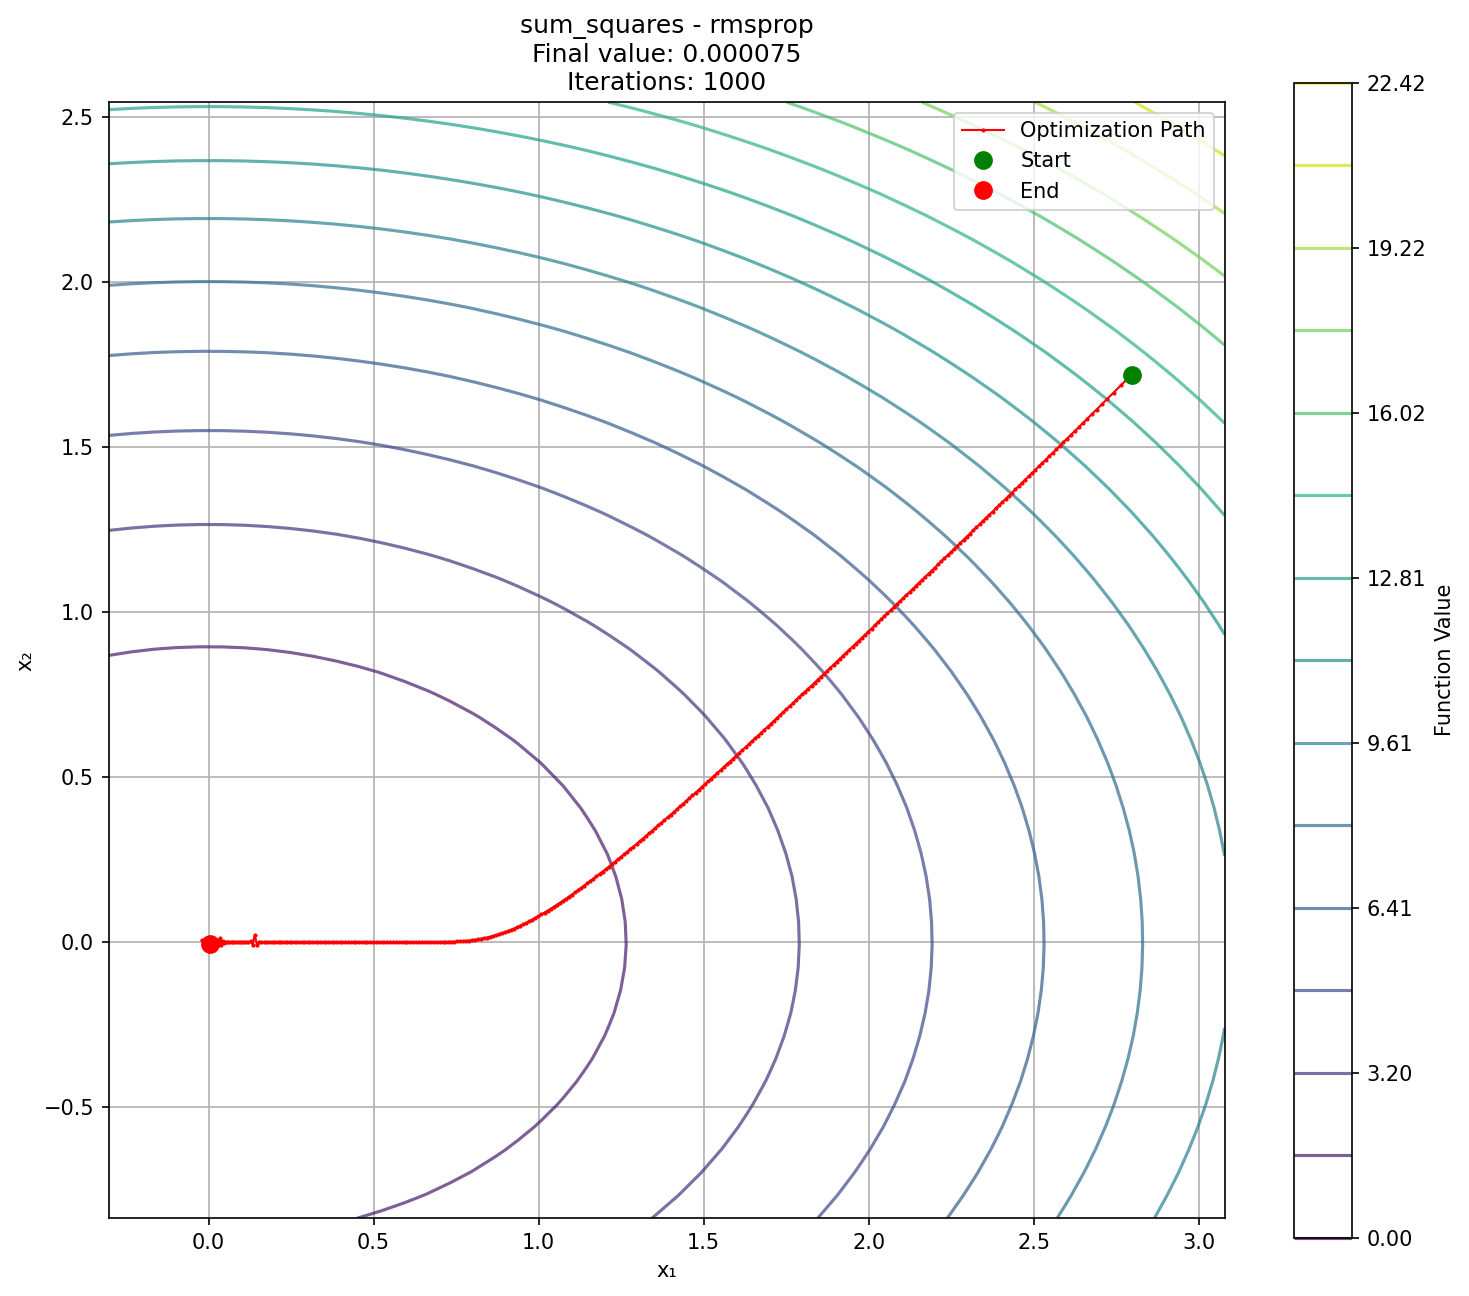 sum_squares - rmsprop
Final value: 0.000075
Iterations: 1000
Optimization Path
Start
End
2.5
2.0
1.5
1.0
0.5
0.0
−0.5
x₂
0.0
0.5
1.0
1.5
2.0
2.5
3.0
x₁
22.42
19.22
16.02
12.81
9.61
6.41
3.20
0.00
Function Value